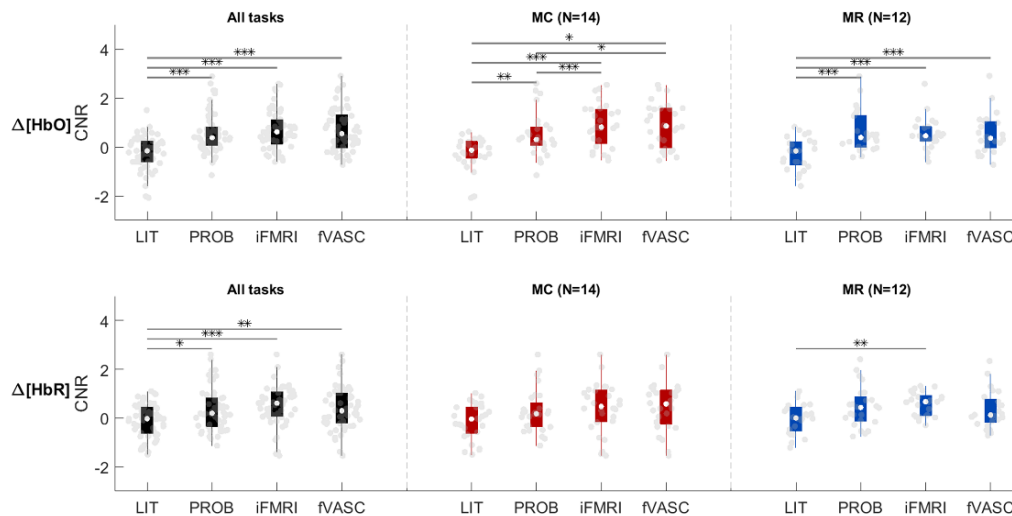 All tasks MC (N=14) MR (N=12)
*
*** *** * ***
*** ***
*** ** *** ***
4
2
Δ[HbO] CNR
0
-2
LIT PROB iFMRI fVASC LIT PROB iFMRI fVASC LIT PROB iFMRI fVASC
All tasks MC (N=14) MR (N=12)
4
**
***
* **
2
Δ[HbR] CNR
0
-2
LIT PROB iFMRI fVASC LIT PROB iFMRI fVASC LIT PROB iFMRI fVASC